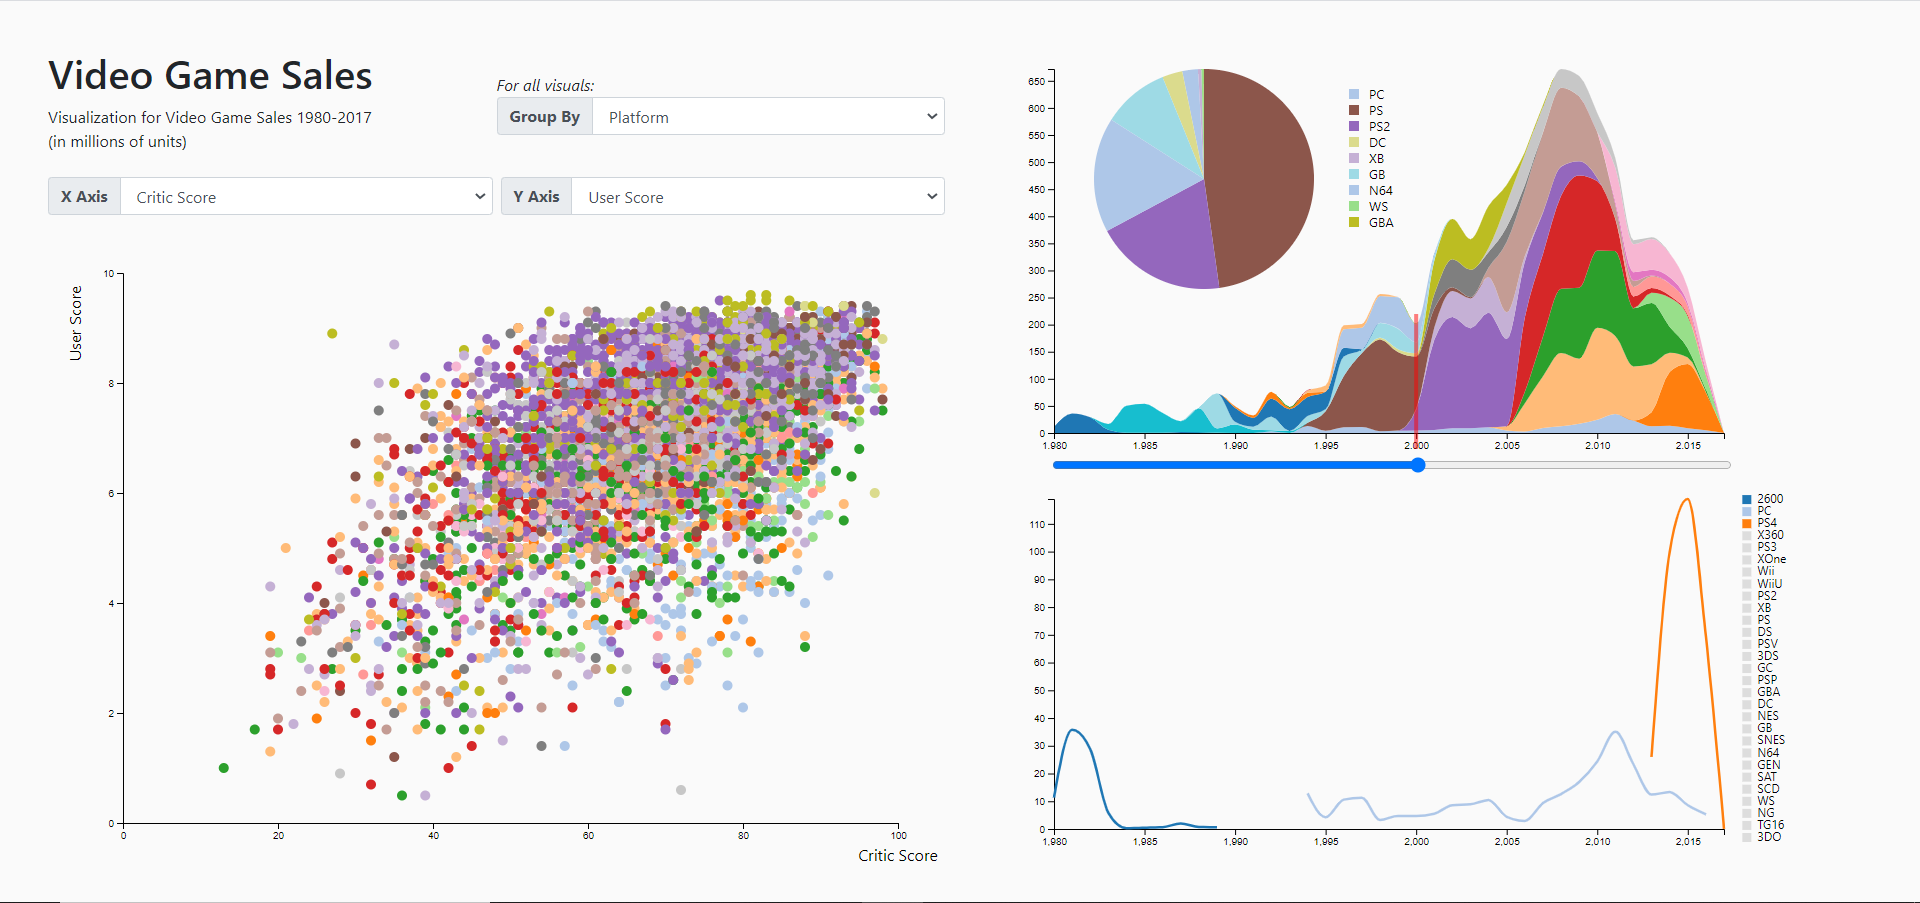 Video Game Sales
Visualization for Video Game Sales 1980-2017
(in millions of units)
For all visuals:
Group By Platform
X Axis Critic Score Y Axis User Score
User Score
10
8
6
4
2
0
0 20 40 60 80 100
Critic Score
650
600
550
500
450
400
350
300
250
200
150
100
50
0
1,980 1,985 1,990 1,995 2,000 2,005 2,010 2,015
PC
PS
PS2
DC
XB
GB
N64
WS
GBA
110
100
90
80
70
60
50
40
30
20
10
0
1,980 1,985 1,990 1,995 2,000 2,005 2,010 2,015
2600
PC
PS4
X360
PS3
XOne
Wii
WiiU
PS2
XB
PS
DS
PSV
3DS
GC
PSP
GBA
DC
NES
GB
SNES
N64
GEN
SAT
SCD
WS
NG
TG16
3DO